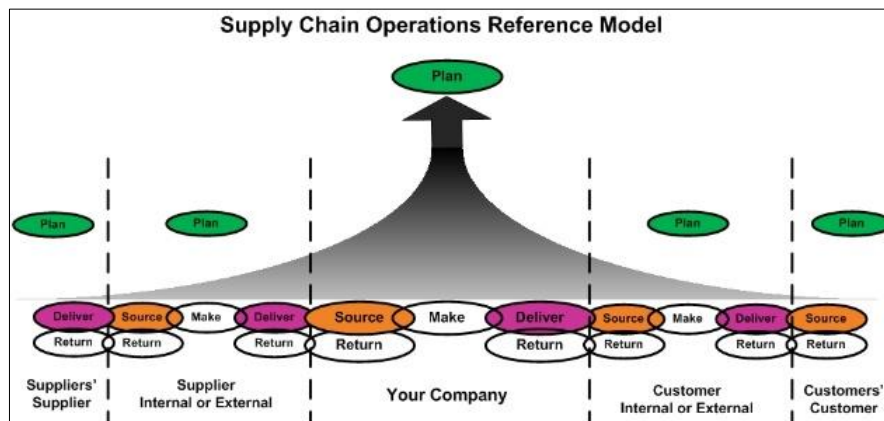 Supply Chain Operations Reference Model
Plan
Plan Plan Plan Plan
Deliver Source Make Deliver Source Make Deliver Source Make Deliver Source
Return Return Return Return Return Return Return Return
Suppliers' Supplier Your Company Customer Customers'
Supplier Internal or External Internal or External Customer